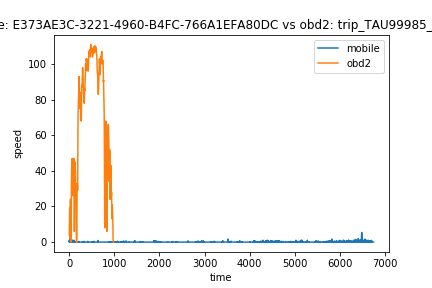 e: E373AE3C-3221-4960-B4FC-766A1EFA80DC vs obd2: trip_TAU99985_
mobile
obd2
100
80
60
40
20
0
speed
0 1000 2000 3000 4000 5000 6000 7000
time